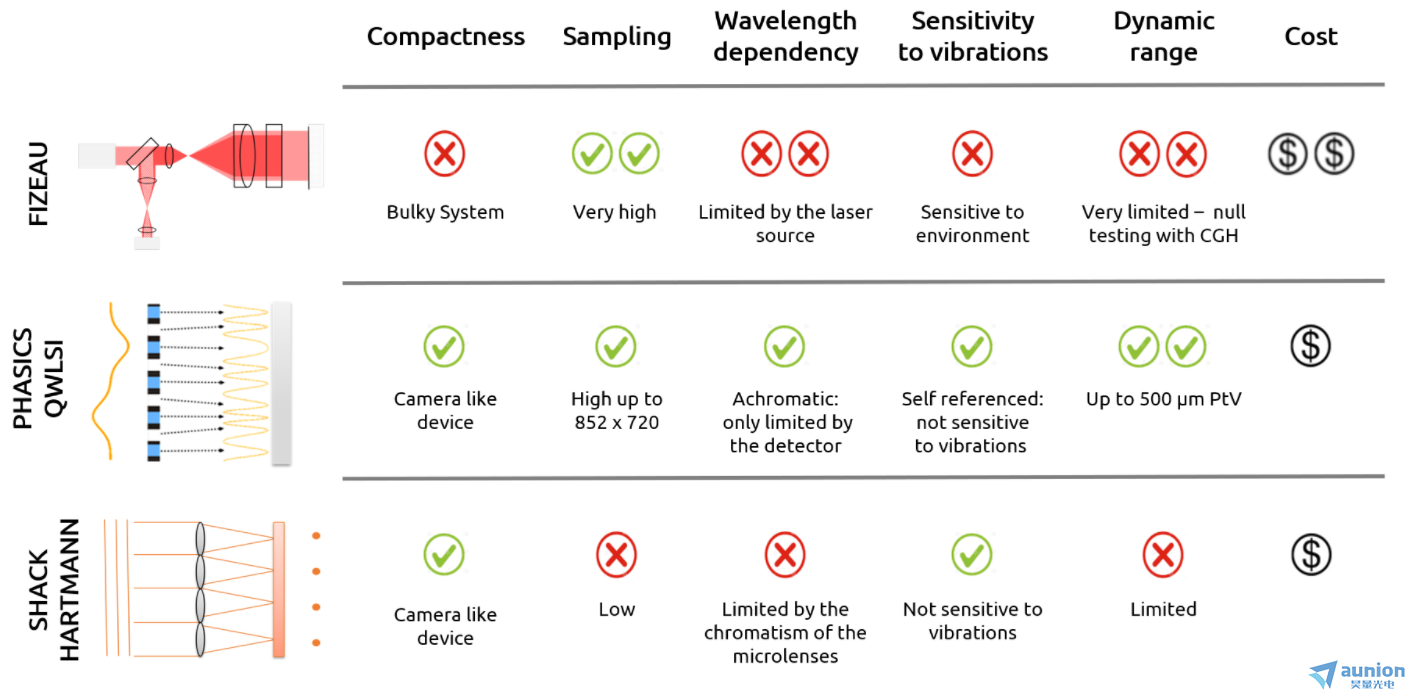 Compactness
Sampling
Wavelength
dependency
Sensitivity
to vibrations
Dynamic
range
Cost
FIZEAU
Bulky System
Very high
Limited by the laser
source
Sensitive to
environment
Very limited – null
testing with CGH
$ $
PHASICS
QWLSI
Camera like
device
High up to
852 x 720
Achromatic:
only limited by
the detector
Self referenced:
not sensitive
to vibrations
Up to 500 µm PtV
$
SHACK
HARTMANN
Camera like
device
Low
Limited by the
chromatism of the
microlenses
Not sensitive to
vibrations
Limited
$
aunion
昊量光电